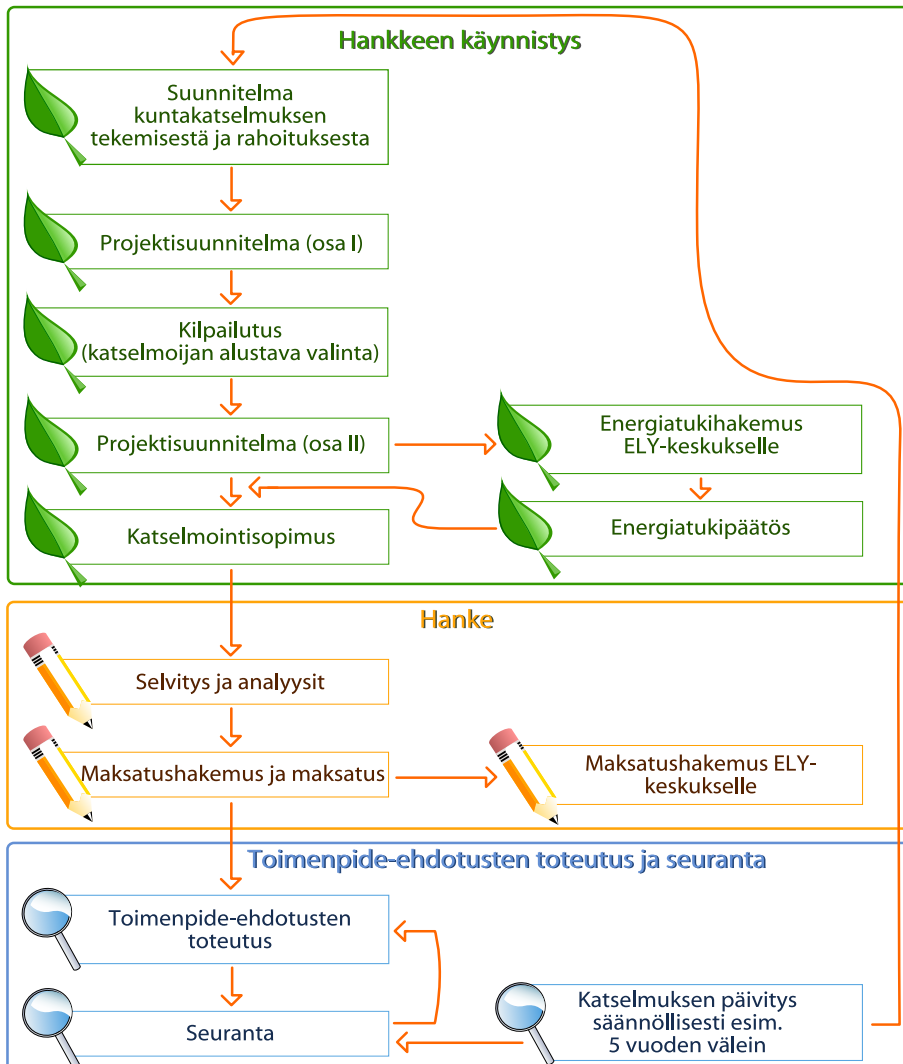 Hankkeen käynnistys
Suunnitelma
kuntakatselmuksen
tekemisestä ja rahoituksesta
Projektisuunnitelma (osa I)
Kilpailutus
(katselmoijan alustava valinta)
Projektisuunnitelma (osa II)
Energiatukihakemus
ELY-keskukselle
Katselmointisopimus
Energiatukipäätös
Hanke
Selvitys ja analyysit
Maksatushakemus ja maksatus
Maksatushakemus ELY-
keskukselle
Toimenpide-ehdotusten toteutus ja seuranta
Toimenpide-ehdotusten
toteutus
Seuranta
Katselmuksen päivitys
säännöllisesti esim.
5 vuoden välein